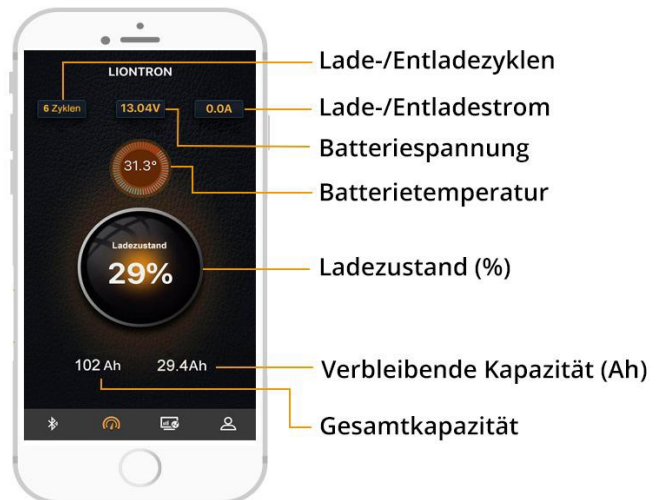 LIONTRON
6 Zyklen
13.04V
0.0A
31.3°
Ladezustand
29%
102 Ah
29.4Ah
Lade-/Entladezyklen
Lade-/Entladestrom
Batteriespannung
Batterietemperatur
Ladezustand (%)
Verbleibende Kapazität (Ah)
Gesamtkapazität